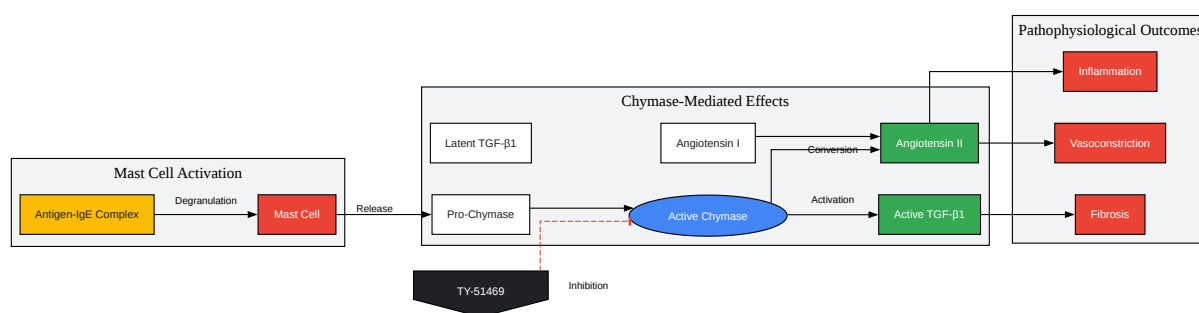 Pathophysiological Outcomes
Inflammation
Chymase-Mediated Effects
Latent TGF-β1
Angiotensin I
Conversion
Angiotensin II
Vasoconstriction
Mast Cell Activation
Antigen-IgE Complex
Degranulation
Mast Cell
Release
Pro-Chymase
Active Chymase
Activation
Active TGF-β1
Fibrosis
TY-51469
Inhibition